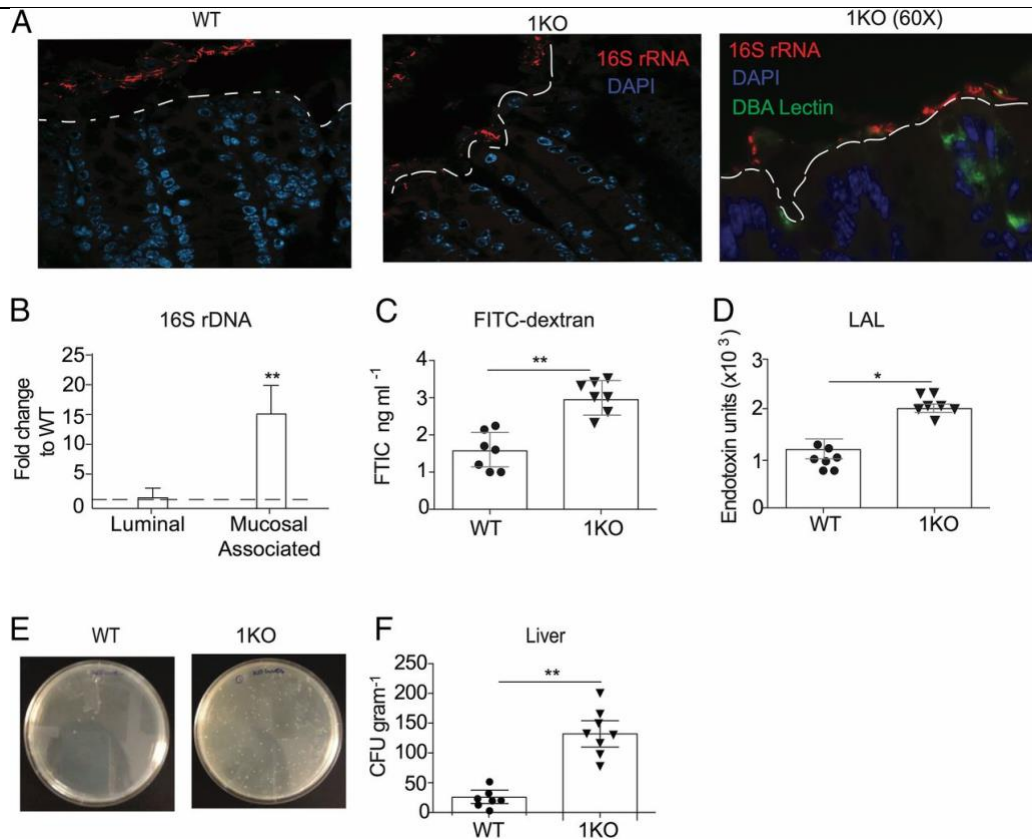 A
WT
1KO
1KO (60X)
16S rRNA
DAPI
16S rRNA
DAPI
DBA Lectin
B
16S rDNA
Fold change
to WT
25
20
15
10
5
0
**
Luminal
Mucosal
Associated
C
FITC-dextran
FTIC ng ml -1
4
3
2
1
0
**
WT
1KO
D
LAL
Endotoxin units (x10 3)
3
2
1
0
*
WT
1KO
E
WT
1KO
F
Liver
CFU gram-1
250
200
150
100
50
0
**
WT
1KO